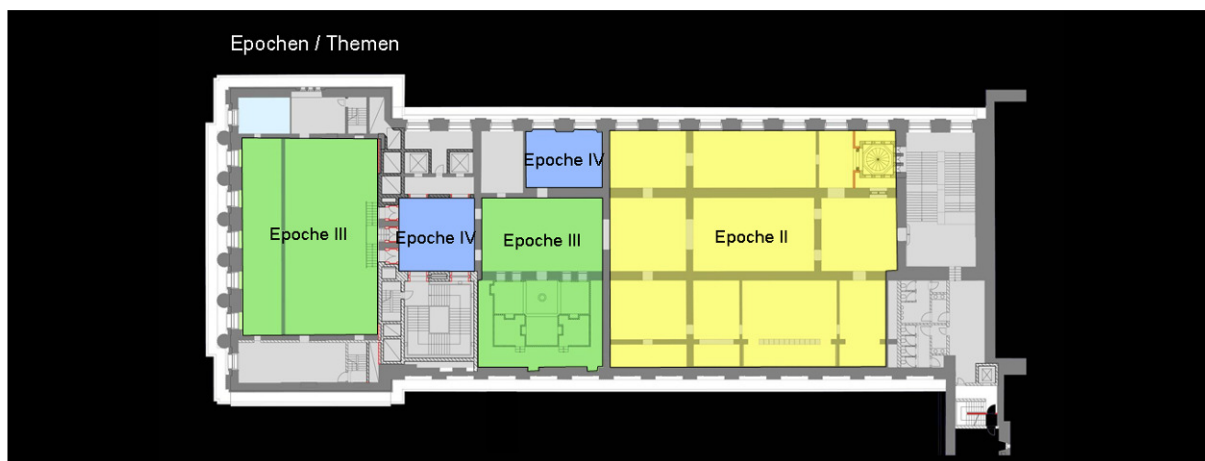 Epochen / Themen
Epoche IV
Epoche III
Epoche IV
Epoche III
Epoche II